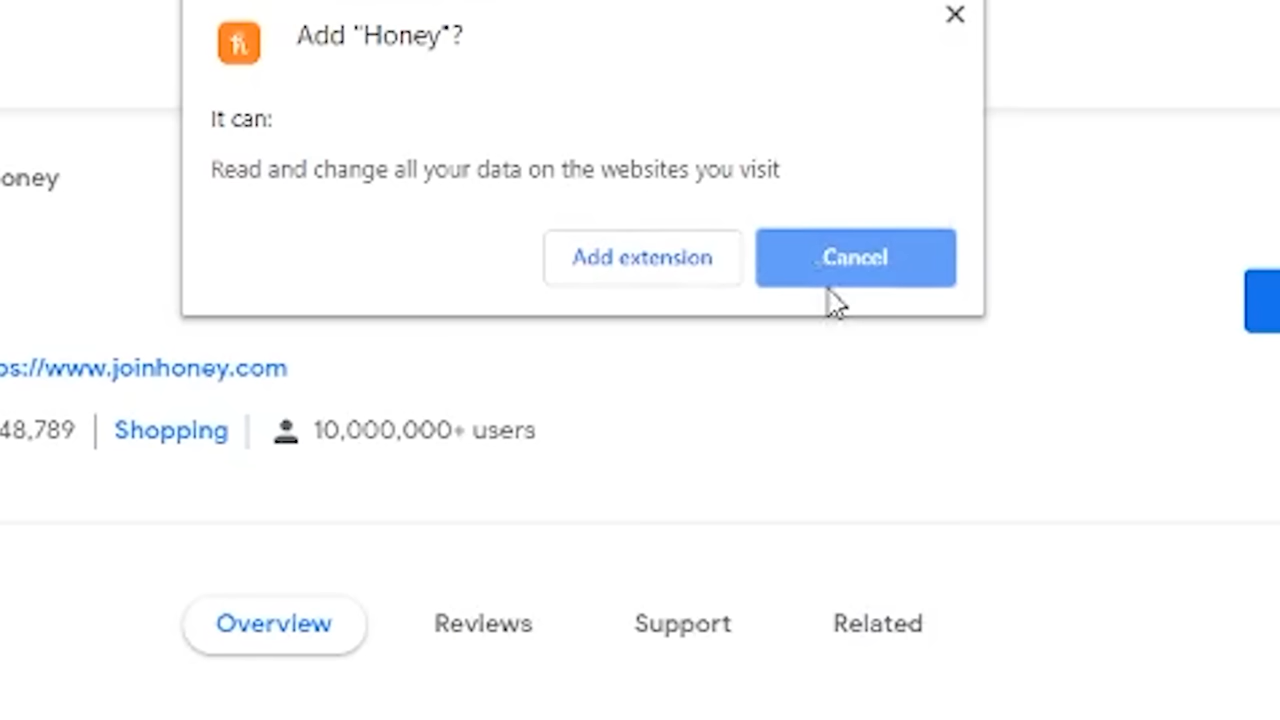 Add "Honey"?
It can:
Read and change all your data on the websites you visit
oney
Add extension
Cancel
ps://www.joinhoney.com
48,789
Shopping
10,000,000+ users
Overview
Reviews
Support
Related